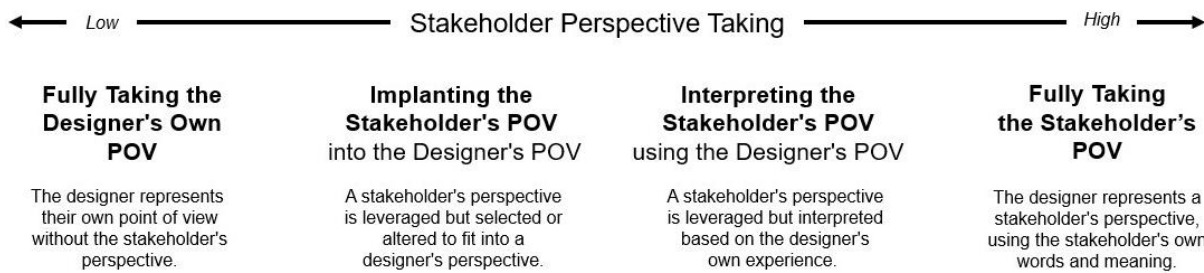 Low Stakeholder Perspective Taking High
Fully Taking the
Designer's Own
POV
The designer represents
their own point of view
without the stakeholder's
perspective.
Implanting the
Stakeholder's POV
into the Designer's POV
A stakeholder's perspective
is leveraged but selected or
altered to fit into a
designer's perspective.
Interpreting the
Stakeholder's POV
using the Designer's POV
A stakeholder's perspective
is leveraged but interpreted
based on the designer's
own experience.
Fully Taking
the Stakeholder’s
POV
The designer represents a
stakeholder's perspective,
using the stakeholder's own
words and meaning.